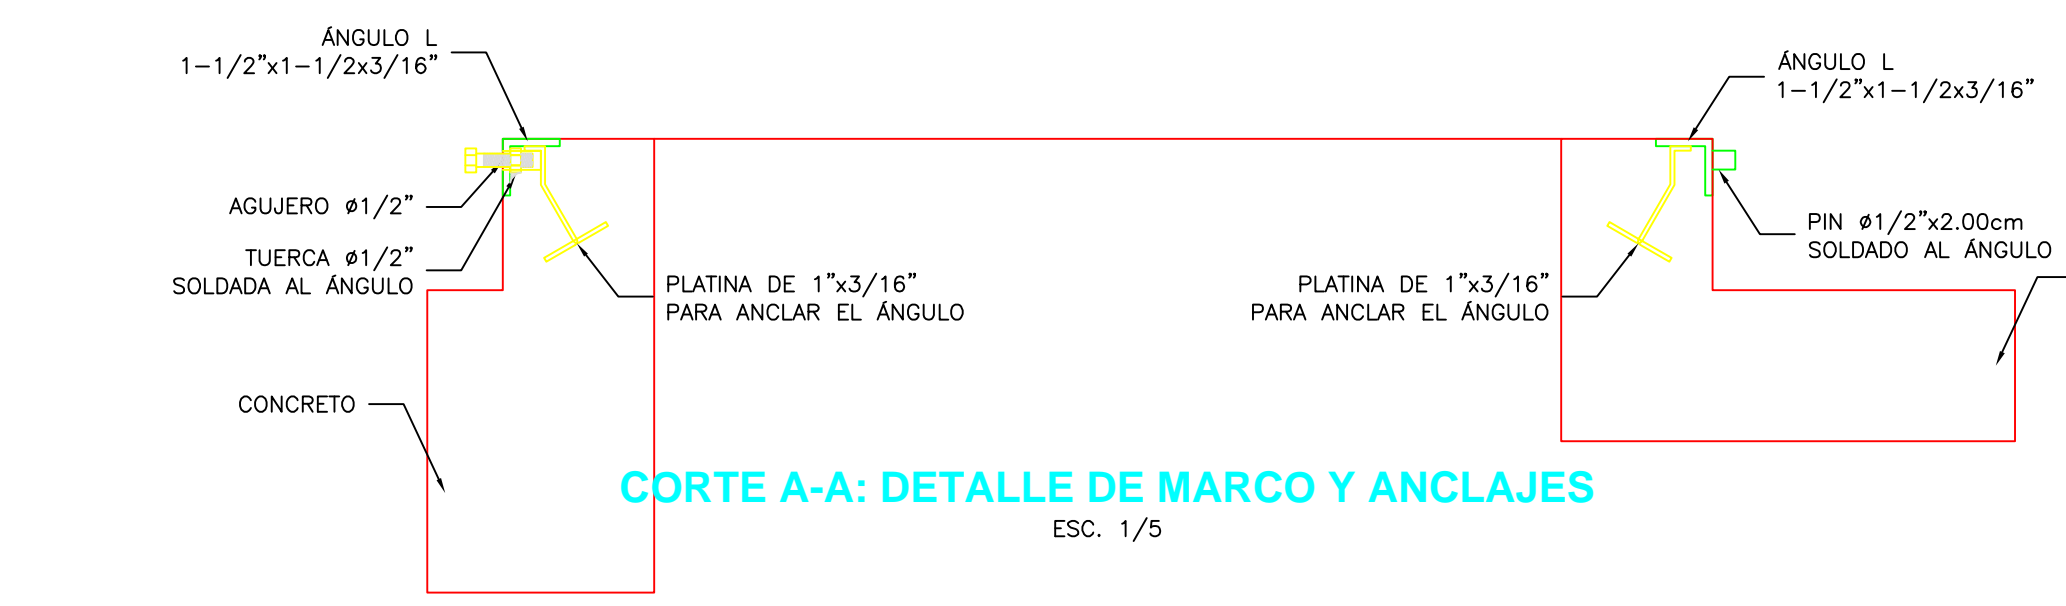 ÁNGULO L
1-1/2"x1-1/2x3/16"
ÁNGULO L
1-1/2"x1-1/2x3/16"
AGUJERO ø1/2"
TUERCA ø1/2"
SOLDADA AL ÁNGULO
PIN ø1/2"x2.00cm
SOLDADO AL ÁNGULO
PLATINA DE 1"x3/16"
PARA ANCLAR EL ÁNGULO
PLATINA DE 1"x3/16"
PARA ANCLAR EL ÁNGULO
CONCRETO
CORTE A-A: DETALLE DE MARCO Y ANCLAJES
ESC. 1/5